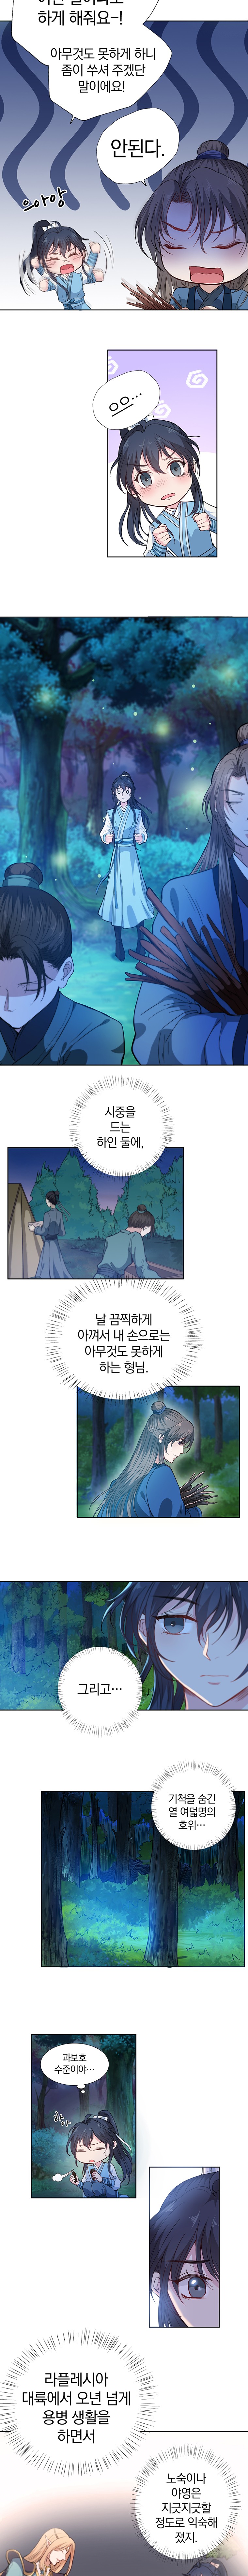 하게 해줘요~!
아무것도 못하게 하니
좀이 쑤셔 주겠단
말이에요!
안된다.
으아앙
으으…
시중을
드는
하인 둘에,
날 끔찍하게
아껴서 내 손으로는
아무것도 못하게
하는 형님.
그리고…
기척을 숨긴
열 여덟명의
호위…
과보호
수준이야…
라플레시아
대륙에서 오년 넘게
용병 생활을
하면서
노숙이나
야영은
지긋지긋할
정도로 익숙해
졌지.